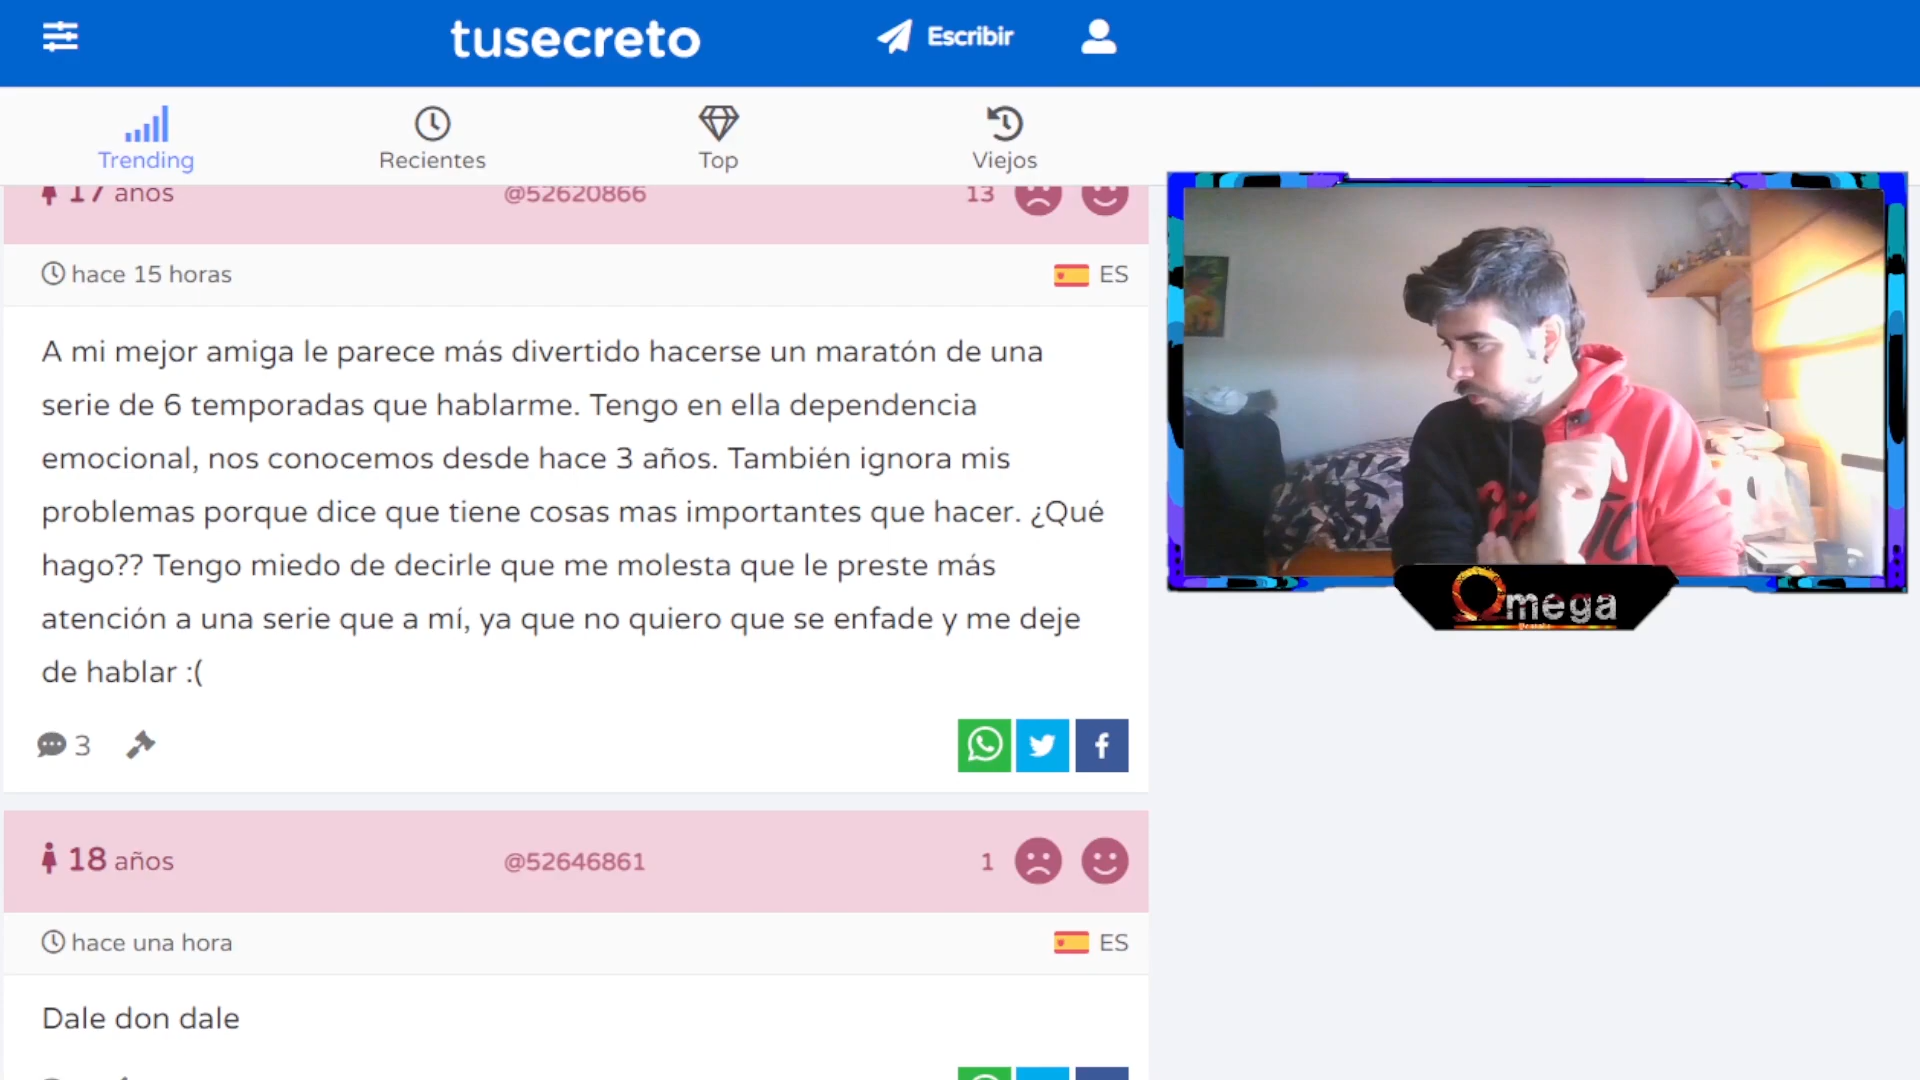 tusecreto
Escribir
Trending
Recientes
Top
Viejos
17 años
@52620866
13
hace 15 horas
ES
A mi mejor amiga le parece más divertido hacerse un maratón de una
serie de 6 temporadas que hablarme. Tengo en ella dependencia
emocional, nos conocemos desde hace 3 años. También ignora mis
problemas porque dice que tiene cosas mas importantes que hacer. ¿Qué
hago?? Tengo miedo de decirle que me molesta que le preste más
atención a una serie que a mí, ya que no quiero que se enfade y me deje
de hablar :(
3
18 años
@52646861
1
hace una hora
ES
Dale don dale
Omega